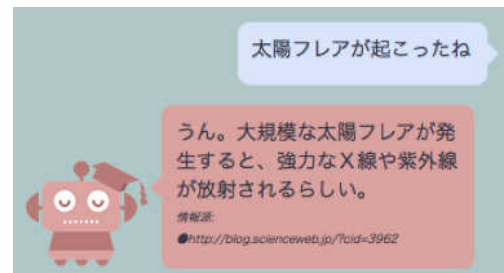 太陽フレアが起こったね
うん。大規模な太陽フレアが発
生すると、強力なX線や紫外線
が放射されるらしい。
情報源:
●http://blog.scienceweb.jp/?cid=3962